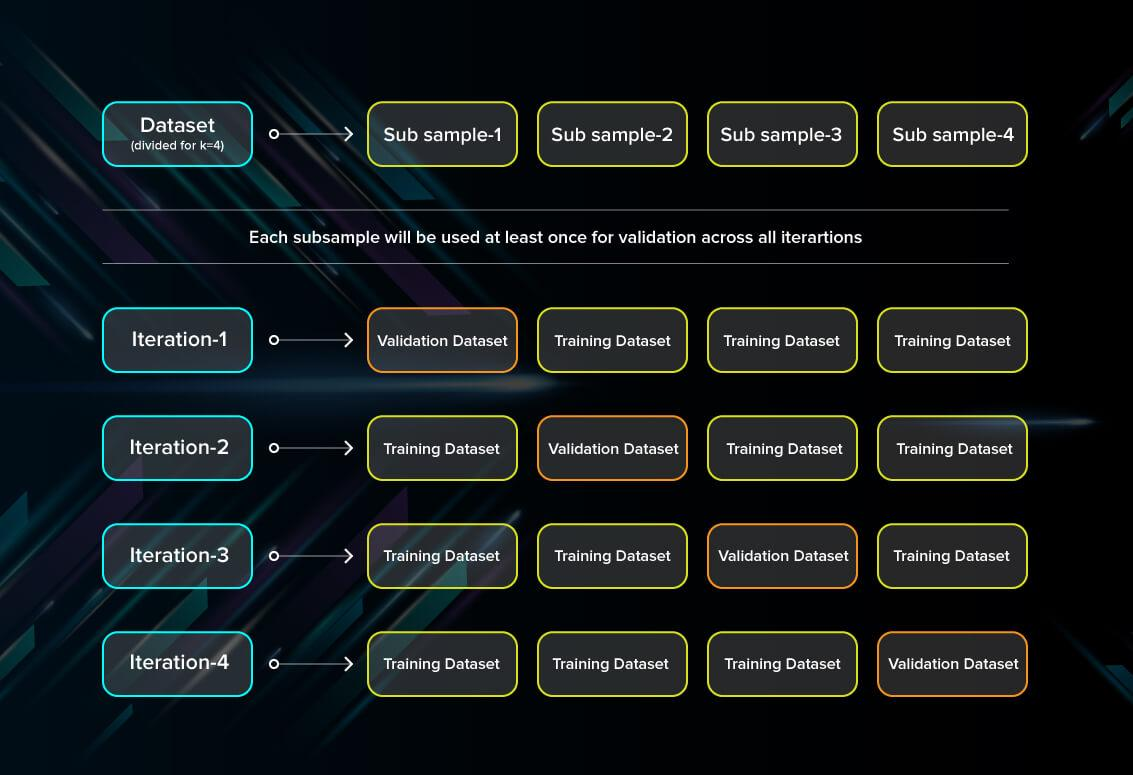 Dataset
(divided for k=4)
Sub sample-1
Sub sample-2
Sub sample-3
Sub sample-4
Each subsample will be used at least once for validation across all iterartions
Iteration-1
Validation Dataset
Training Dataset
Training Dataset
Training Dataset
Iteration-2
Training Dataset
Validation Dataset
Training Dataset
Training Dataset
Iteration-3
Training Dataset
Training Dataset
Validation Dataset
Training Dataset
Iteration-4
Training Dataset
Training Dataset
Training Dataset
Validation Dataset